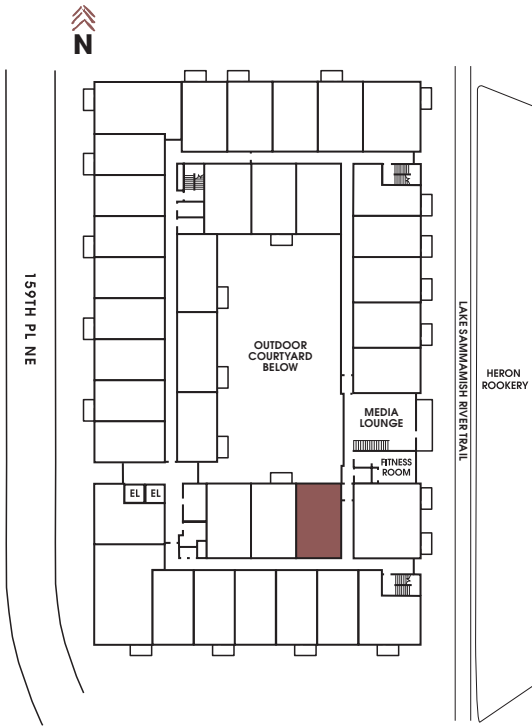 N
159TH PL NE
OUTDOOR
COURTYARD
BELOW
MEDIA
LOUNGE
FITNESS
ROOM
EL
EL
LAKE SAMMAMISH RIVER TRAIL
HERON
ROOKERY